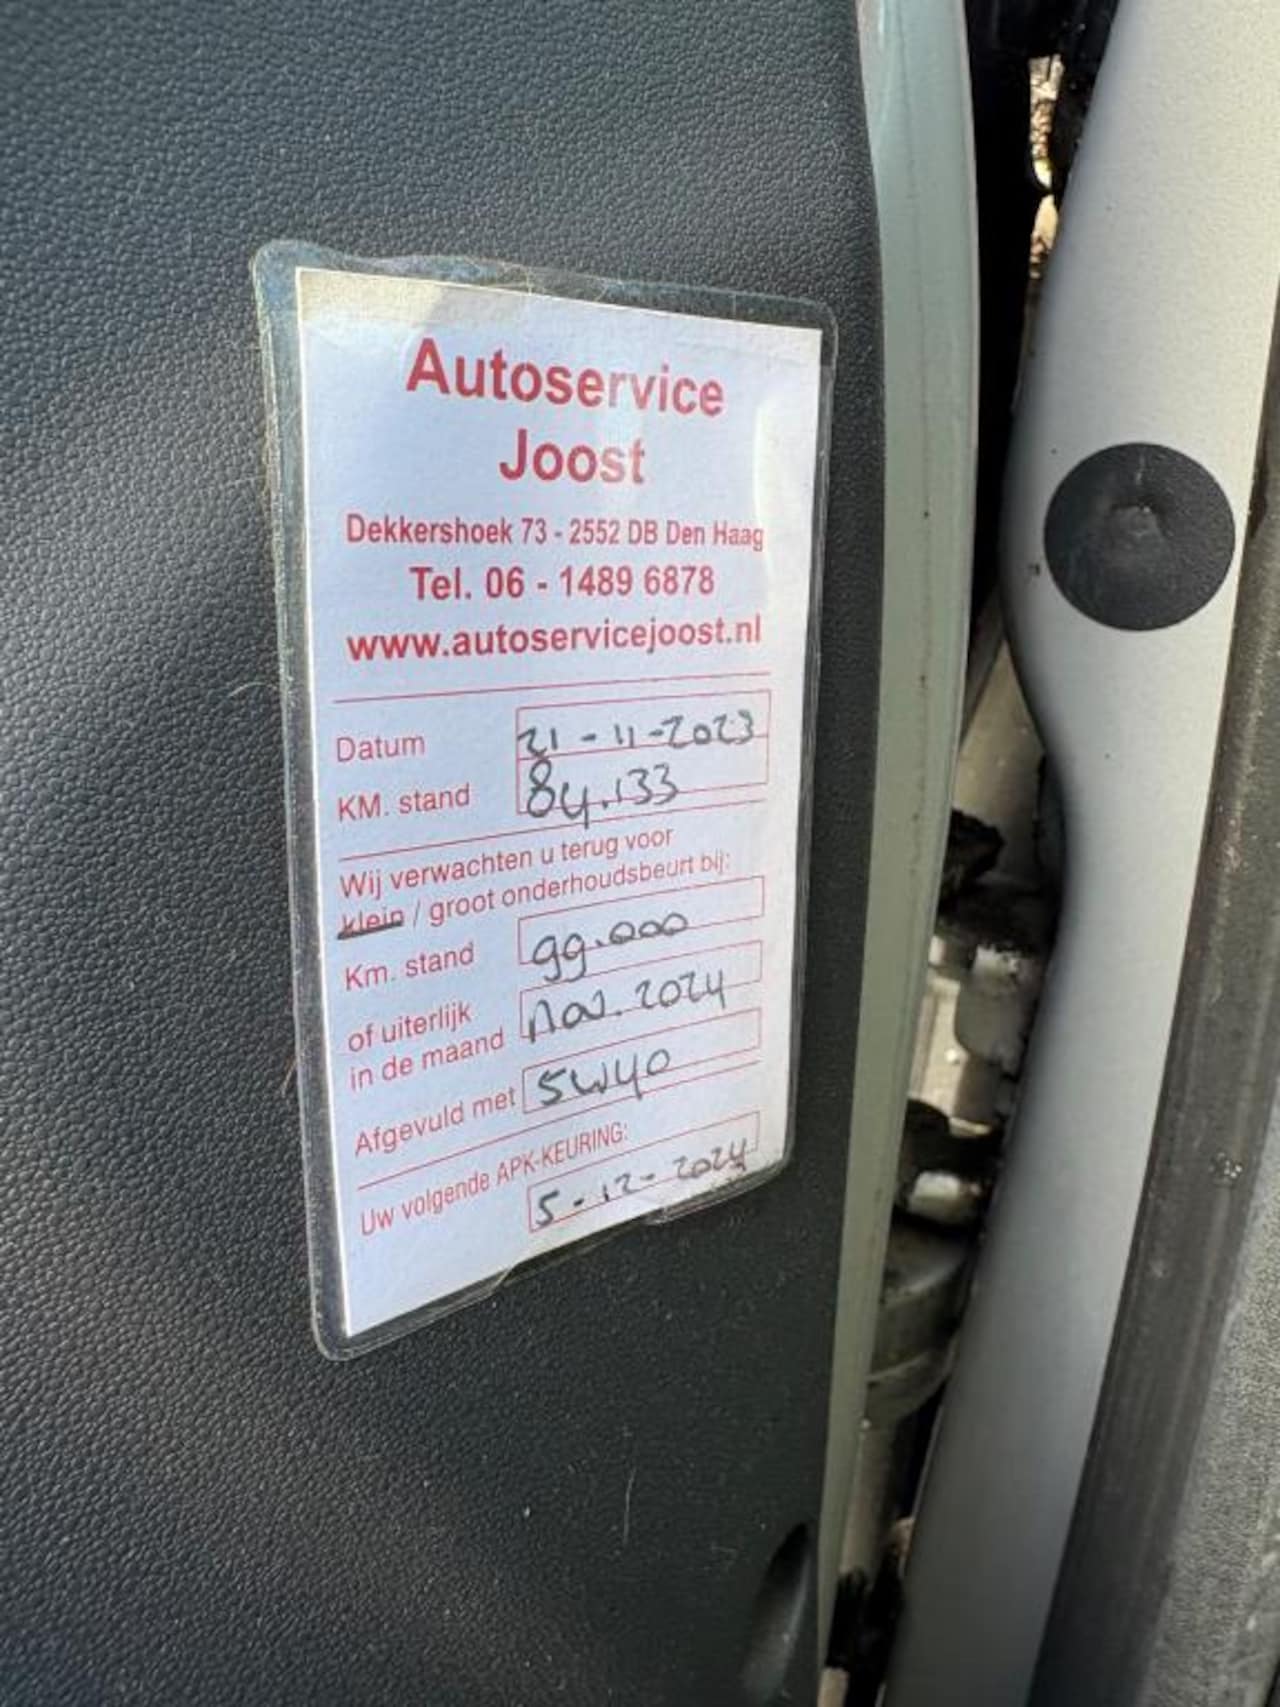 Autoservice
Joost
Dekkershoek 73 - 2552 DB Den Haag
Tel. 06 - 1489 6878
www.autoservicejoost.nl
Datum 21-11-2023
KM. stand 84.133
Wij verwachten u terug voor
klein / groot onderhoudsbeurt bij:
Km. stand 99.000
of uiterlijk
in de maand nov. 2024
Afgevuld met 5W40
Uw volgende APK-KEURING:
5-12-2024